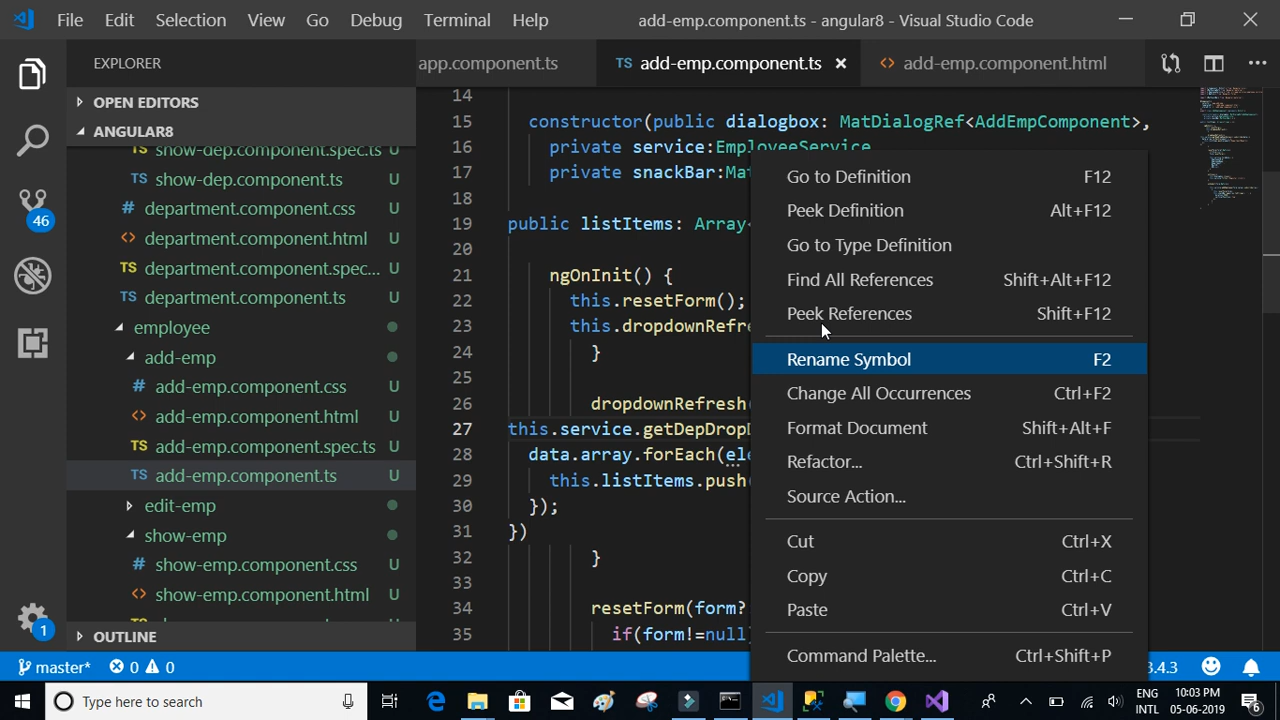 File Edit Selection View Go Debug Terminal Help add-emp.component.ts - angular8 - Visual Studio Code
EXPLORER
app.component.ts
TS add-emp.component.ts
<> add-emp.component.html
OPEN EDITORS
ANGULAR8
TS show-dep.component.spec.ts U
TS show-dep.component.ts U
# department.component.css U
<> department.component.html U
TS department.component.spec... U
TS department.component.ts U
employee
add-emp
# add-emp.component.css U
<> add-emp.component.html U
TS add-emp.component.spec.ts U
TS add-emp.component.ts U
edit-emp
show-emp
# show-emp.component.css U
<> show-emp.component.html U
OUTLINE
46
1
14
15 constructor(public dialogbox: MatDialogRef<AddEmpComponent>,
16 private service:EmployeeService
17 private snackBar:Mat
18
19 public listItems: Array<
20
21 ngOnInit() {
22 this.resetForm();
23 this.dropdownRefre
24 }
25
26 dropdownRefresh(
27 this.service.getDepDropD
28 data.array.forEach(ele
29 this.listItems.push(
30 });
31 })
32 }
33
34 resetForm(form?:
35 if(form!=null)
Go to Definition F12
Peek Definition Alt+F12
Go to Type Definition
Find All References Shift+Alt+F12
Peek References Shift+F12
Rename Symbol F2
Change All Occurrences Ctrl+F2
Format Document Shift+Alt+F
Refactor... Ctrl+Shift+R
Source Action...
Cut Ctrl+X
Copy Ctrl+C
Paste Ctrl+V
Command Palette... Ctrl+Shift+P
master* 0 0 3.4.3
Type here to search
ENG
INTL
10:03 PM
05-06-2019
6